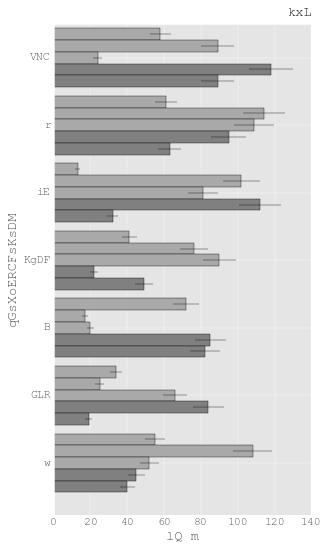 kxL
VNC
r
iE
KgDF
B
GLR
w
qGsXoERCFsKsDM
0 20 40 60 80 100 120 140
lQ m